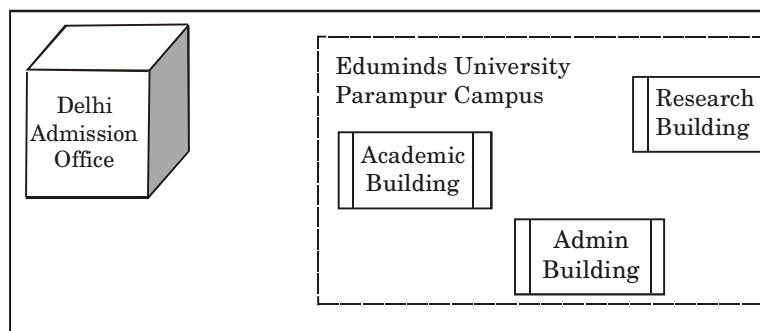 Delhi
Admission
Office
Eduminds University
Parampur Campus
Research
Building
Academic
Building
Admin
Building